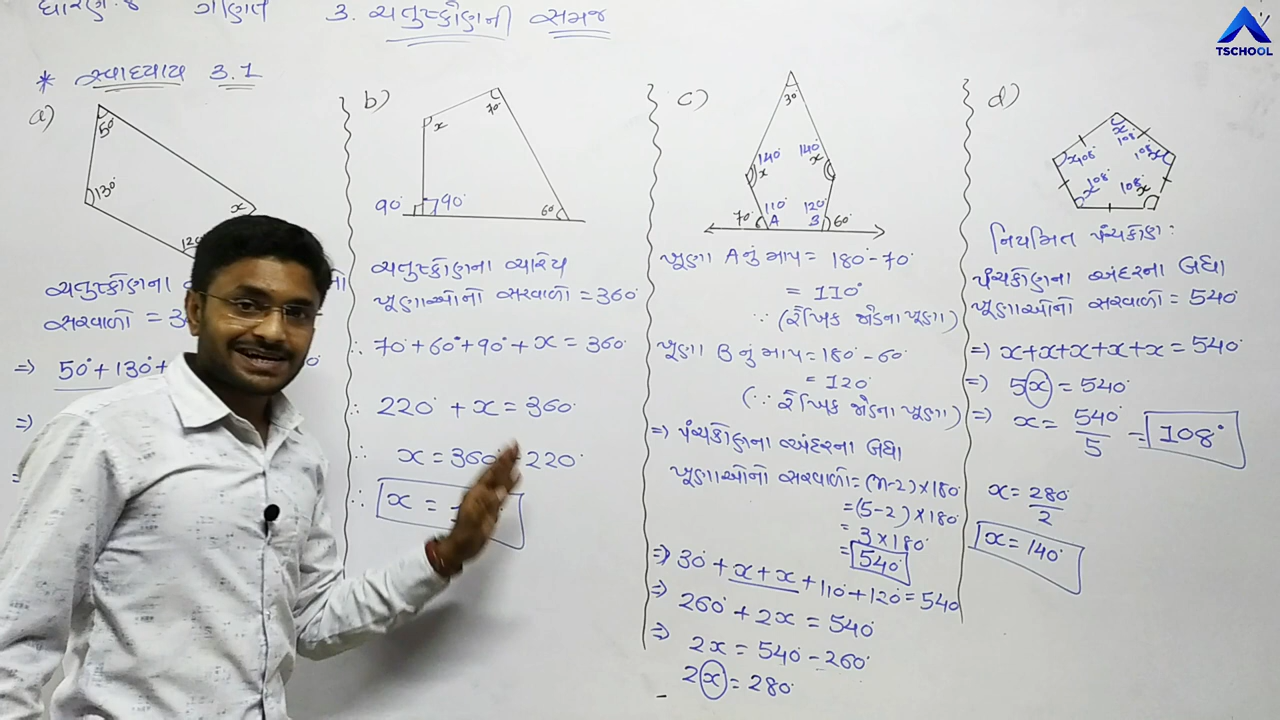 ધોરણ:8 ગણિત 3. ચતુષ્કોણની સમજ
TSCHOOL
* સ્વાધ્યાય 3.1
a)
50°
130°
x
120
ચતુષ્કોણના
સરવાળો = 3
⇒ 50°+130°+
⇒
b)
x
70°
90° 90°
60°
ચતુષ્કોણના ચારેય
ખૂણાઓનો સરવાળો = 360°
∴ 70°+60°+90°+x = 360°
∴ 220° + x = 360°
∴ x = 360° - 220°
∴ x =
c)
30°
140° 140°
x x
110° 120°
70° A B 60°
ખૂણા A નું માપ = 180°-70°
= 110°
∵ (રૈખિક જોડના ખૂણા)
ખૂણા B નું માપ = 180°-60°
= 120°
(∵ રૈખિક જોડના ખૂણા)
⇒ પંચકોણના અંદરના બધા
ખૂણાઓનો સરવાળો = (n-2)×180°
= (5-2)×180°
= 3×180°
= 540°
⇒ 30°+x+x+110°+120°=540°
⇒ 260°+2x = 540°
⇒ 2x = 540°-260°
2x = 280°
d)
x
108°
x 108°
108° x
x 108°
108° x
નિયમિત પંચકોણ:
પંચકોણના અંદરના બધા
ખૂણાઓનો સરવાળો = 540°
⇒ x+x+x+x+x = 540°
⇒ 5x = 540°
⇒ x = 540°/5 = 108°
x = 280°/2
x = 140°